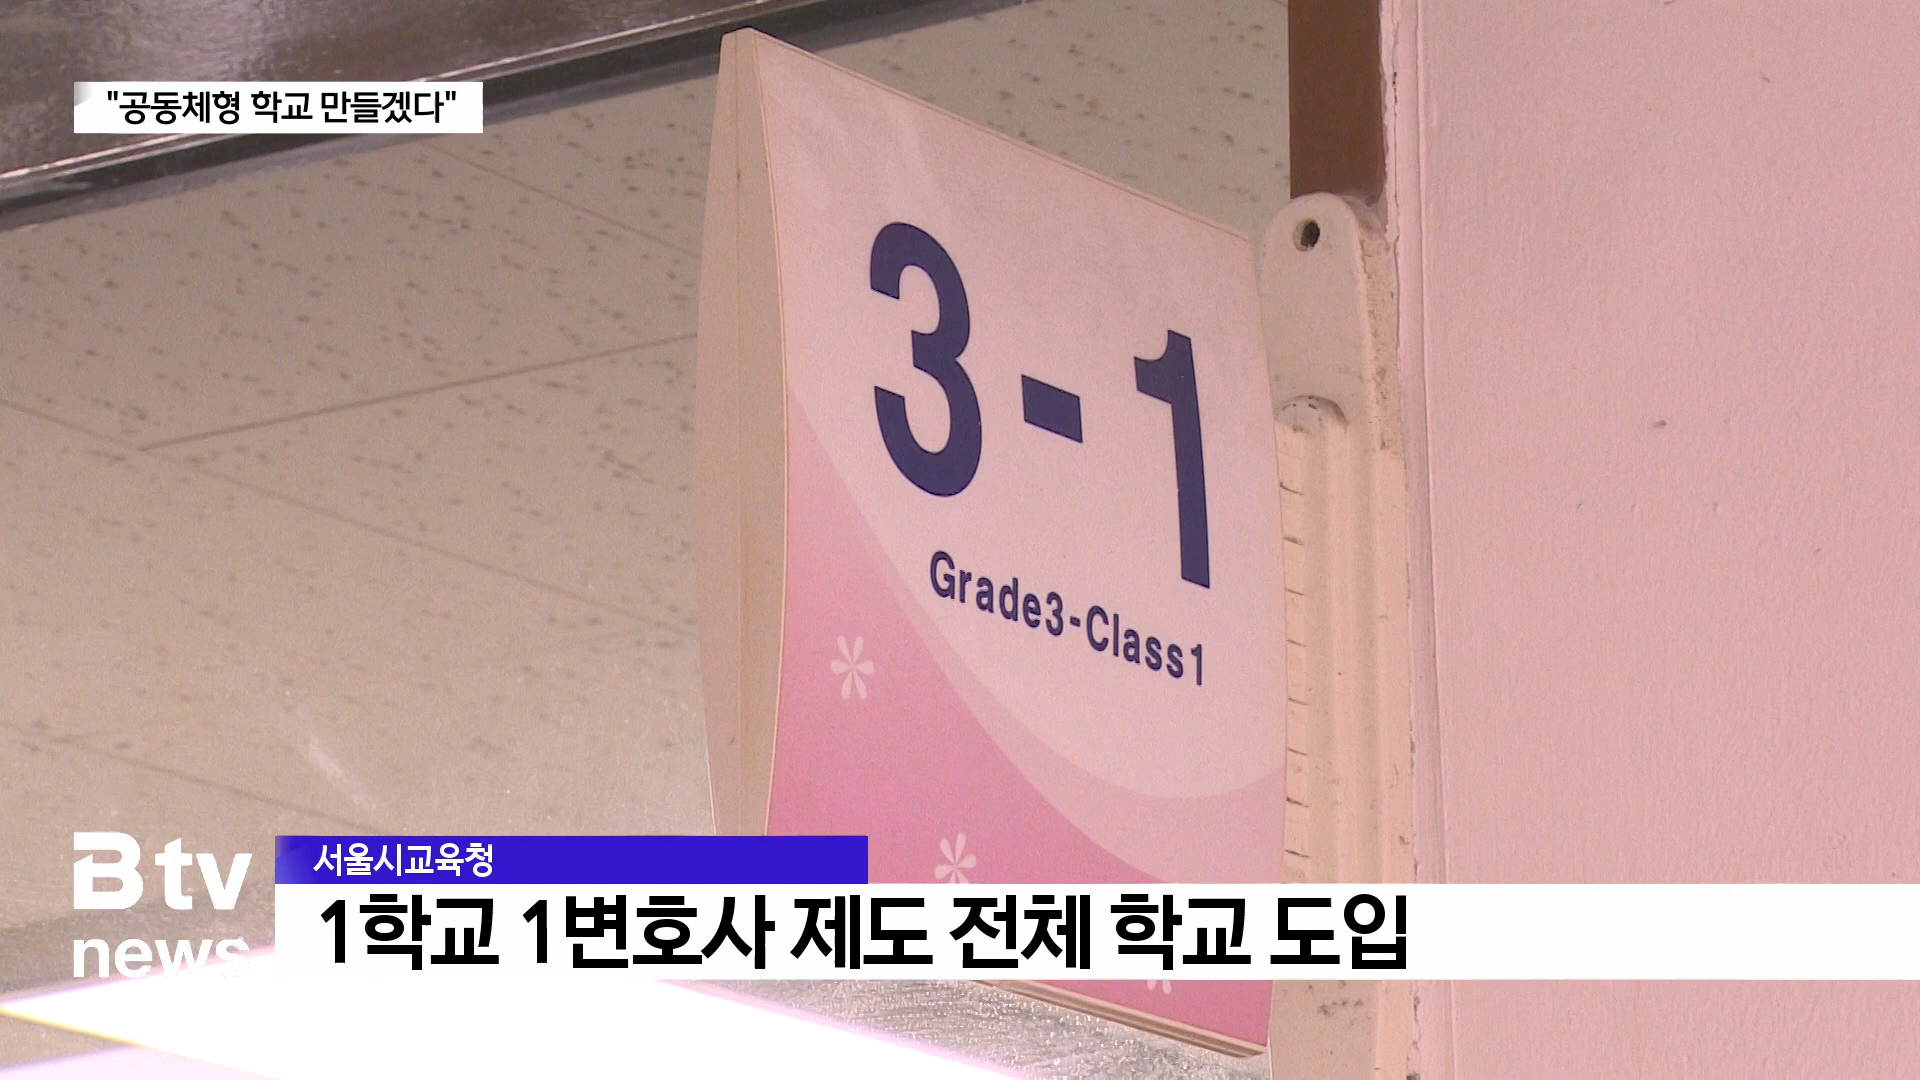 "공동체형 학교 만들겠다"
3-1
Grade3-Class1
B tv
news
서울시교육청
1학교 1변호사 제도 전체 학교 도입